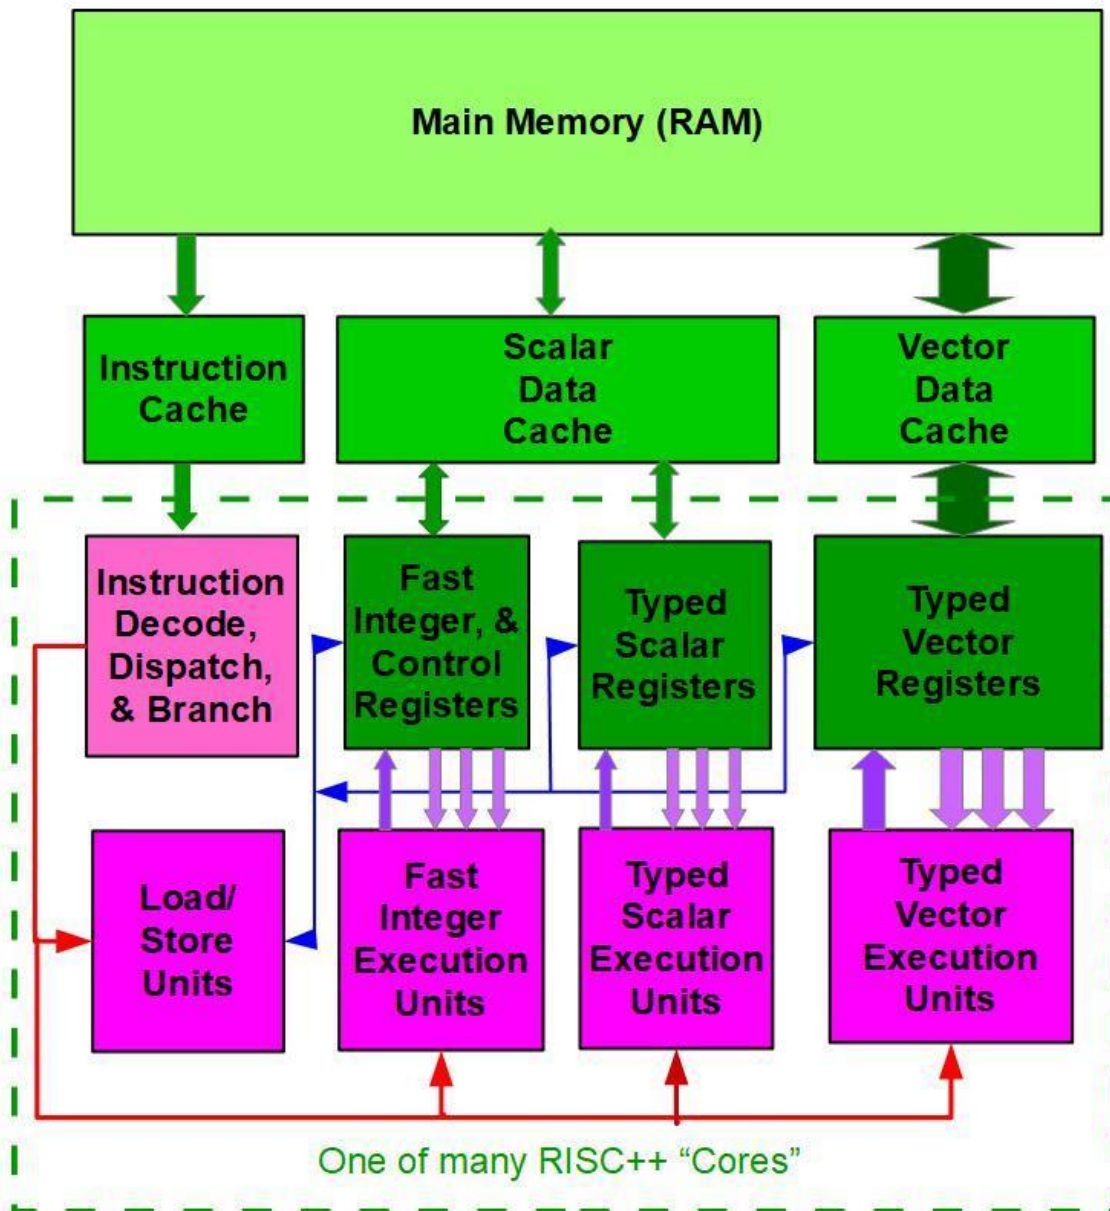 Main Memory (RAM)
Instruction
Cache
Scalar
Data
Cache
Vector
Data
Cache
Instruction
Decode,
Dispatch,
& Branch
Fast
Integer, &
Control
Registers
Typed
Scalar
Registers
Typed
Vector
Registers
Load/
Store
Units
Fast
Integer
Execution
Units
Typed
Scalar
Execution
Units
Typed
Vector
Execution
Units
One of many RISC++ “Cores”